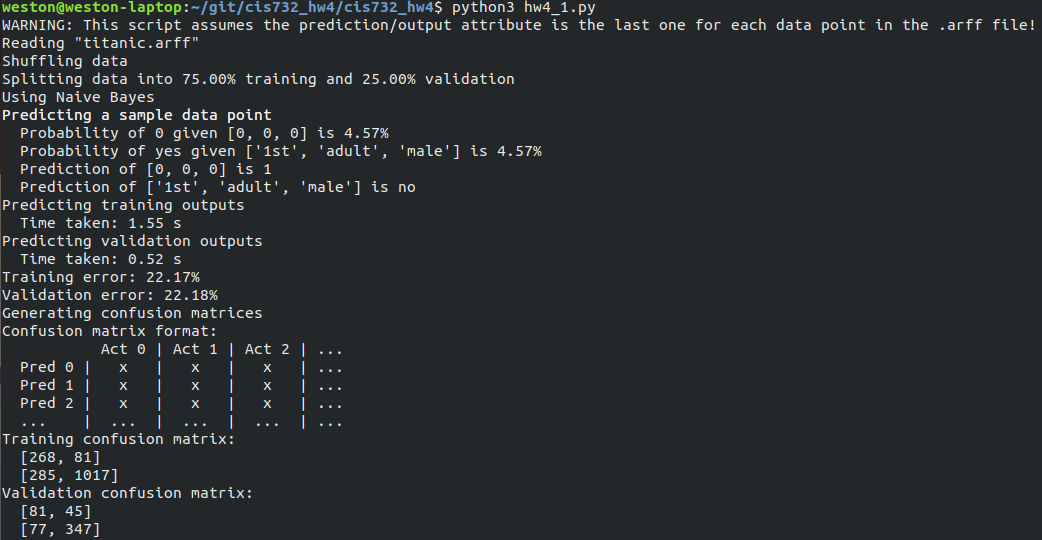 weston@weston-laptop:~/git/cis732_hw4/cis732_hw4$ python3 hw4_1.py
WARNING: This script assumes the prediction/output attribute is the last one for each data point in the .arff file!
Reading "titanic.arff"
Shuffling data
Splitting data into 75.00% training and 25.00% validation
Using Naive Bayes
Predicting a sample data point
  Probability of 0 given [0, 0, 0] is 4.57%
  Probability of yes given ['1st', 'adult', 'male'] is 4.57%
  Prediction of [0, 0, 0] is 1
  Prediction of ['1st', 'adult', 'male'] is no
Predicting training outputs
  Time taken: 1.55 s
Predicting validation outputs
  Time taken: 0.52 s
Training error: 22.17%
Validation error: 22.18%
Generating confusion matrices
Confusion matrix format:
           Act 0 | Act 1 | Act 2 | ...
  Pred 0 |   x   |   x   |   x   | ...
  Pred 1 |   x   |   x   |   x   | ...
  Pred 2 |   x   |   x   |   x   | ...
  ...    |  ...  |  ...  |  ...  | ...
Training confusion matrix:
  [268, 81]
  [285, 1017]
Validation confusion matrix:
  [81, 45]
  [77, 347]